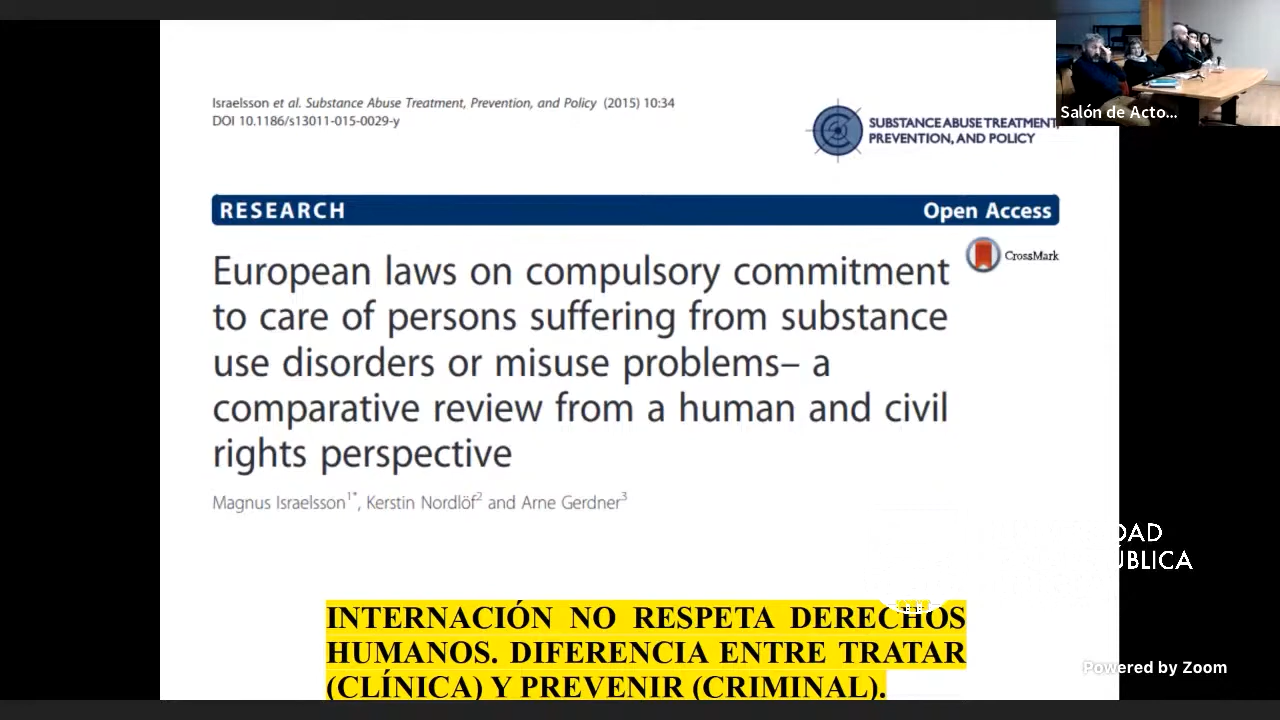 Israelsson et al. Substance Abuse Treatment, Prevention, and Policy (2015) 10:34
DOI 10.1186/s13011-015-0029-y
SUBSTANCE ABUSE TREATMENT,
PREVENTION, AND POLICY
Salón de Acto...
RESEARCH Open Access
CrossMark
European laws on compulsory commitment
to care of persons suffering from substance
use disorders or misuse problems– a
comparative review from a human and civil
rights perspective
Magnus Israelsson1*, Kerstin Nordlöf2 and Arne Gerdner3
DAD
ÚBLICA
INTERNACIÓN NO RESPETA DERECHOS
HUMANOS. DIFERENCIA ENTRE TRATAR
(CLÍNICA) Y PREVENIR (CRIMINAL).
Powered by Zoom